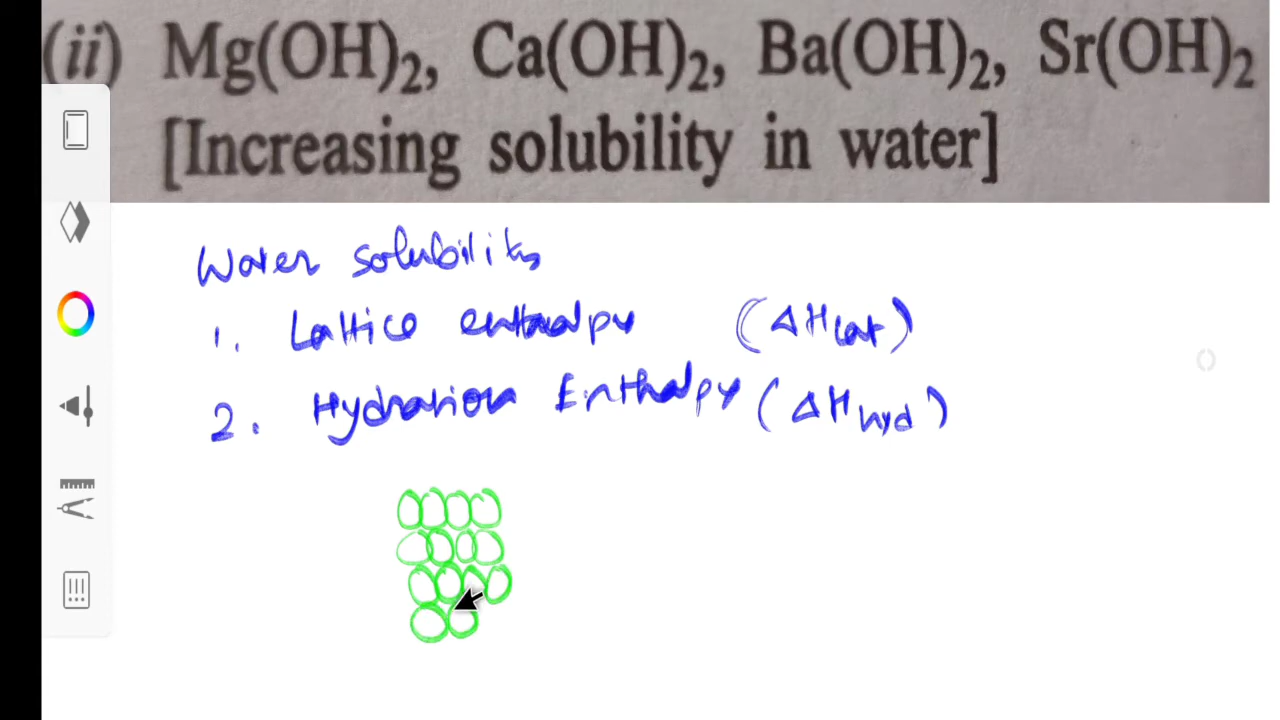 (ii) Mg(OH)₂, Ca(OH)₂, Ba(OH)₂, Sr(OH)₂
[Increasing solubility in water]
Water solubility
1. Lattice enthalpy (ΔHlat)
2. Hydration Enthalpy (ΔHhyd)